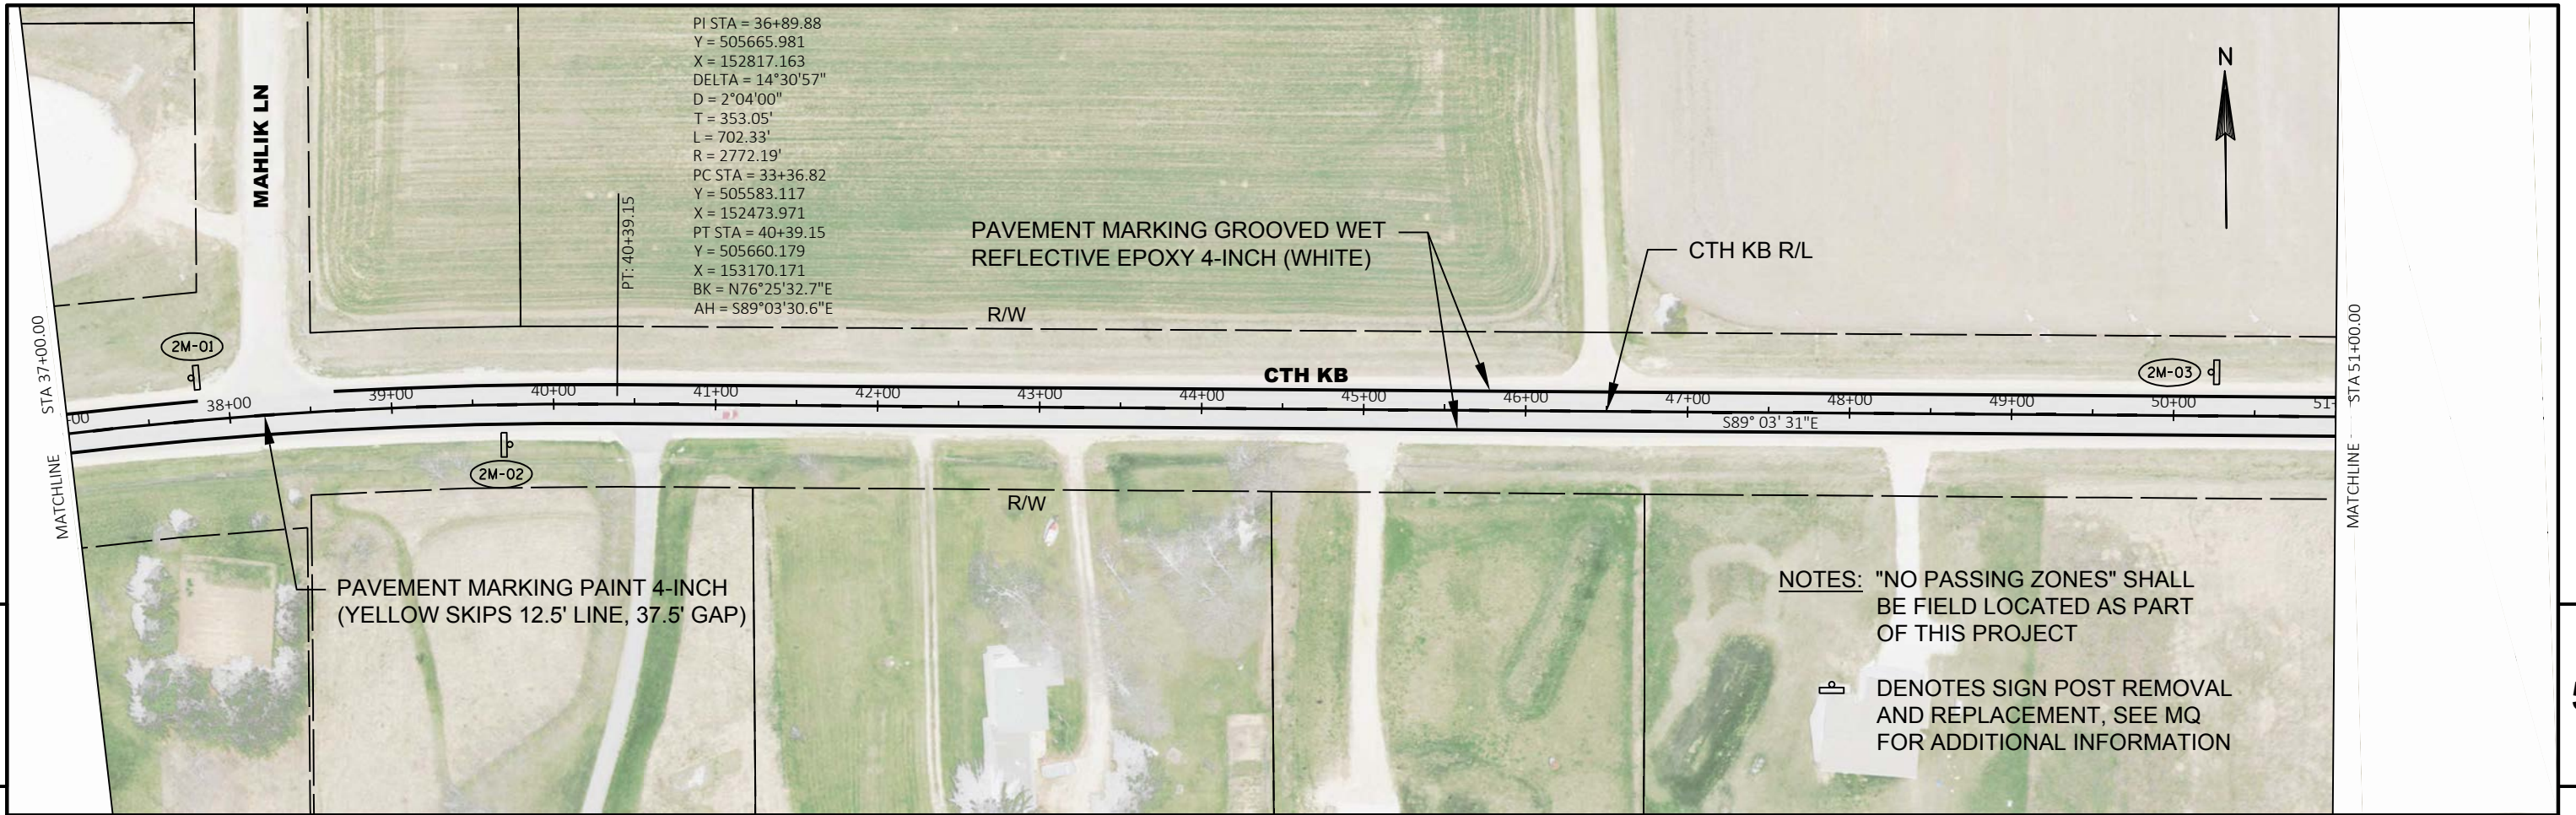 PI STA = 36+89.88
Y = 505665.981
X = 152817.163
DELTA = 14°30'57"
D = 2°04'00"
T = 353.05'
L = 702.33'
R = 2772.19'
PC STA = 33+36.82
Y = 505583.117
X = 152473.971
PT STA = 40+39.15
Y = 505660.179
X = 153170.171
BK = N76°25'32.7"E
AH = S89°03'30.6"E
MAHLIK LN
N
PT: 40+39.15
PAVEMENT MARKING GROOVED WET
REFLECTIVE EPOXY 4-INCH (WHITE)
CTH KB R/L
R/W
STA 37+00.00
MATCHLINE
2M-01
CTH KB
2M-03
STA 51+00.00
MATCHLINE
+00
38+00
39+00
40+00
41+00
42+00
43+00
44+00
45+00
46+00
47+00
48+00
49+00
50+00
51+
S89° 03' 31"E
2M-02
R/W
PAVEMENT MARKING PAINT 4-INCH
(YELLOW SKIPS 12.5' LINE, 37.5' GAP)
NOTES: "NO PASSING ZONES" SHALL
BE FIELD LOCATED AS PART
OF THIS PROJECT
DENOTES SIGN POST REMOVAL
AND REPLACEMENT, SEE MQ
FOR ADDITIONAL INFORMATION